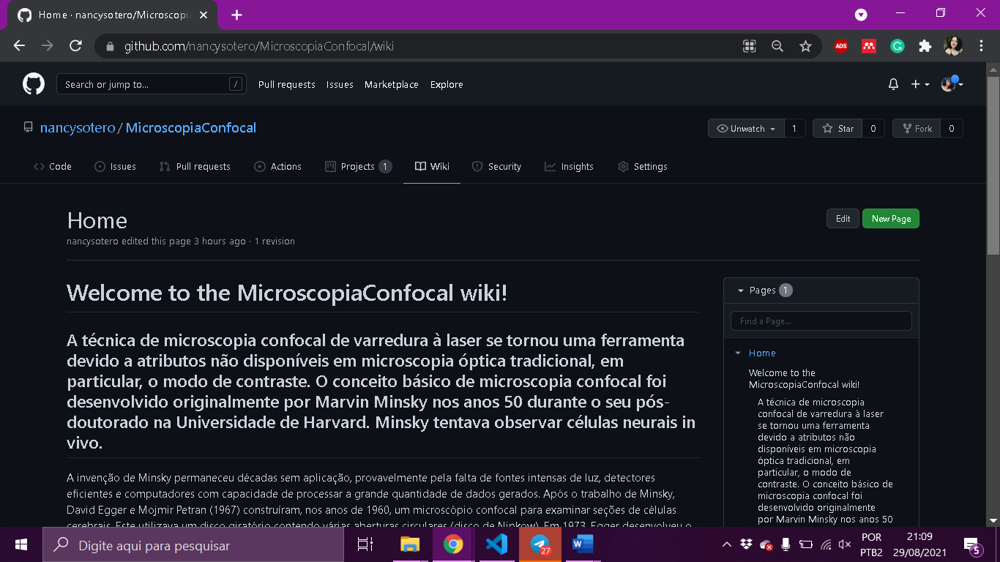 Home · nancysotero/Microscopi
github.com/nancysotero/MicroscopiaConfocal/wiki
ADS
Search or jump to... /
Pull requests Issues Marketplace Explore
nancysotero / MicroscopiaConfocal
Unwatch 1 Star 0 Fork 0
Code Issues Pull requests Actions Projects 1 Wiki Security Insights Settings
Home
Edit New Page
nancysotero edited this page 3 hours ago · 1 revision
Welcome to the MicroscopiaConfocal wiki!
A técnica de microscopia confocal de varredura à laser se tornou uma ferramenta
devido a atributos não disponíveis em microscopia óptica tradicional, em
particular, o modo de contraste. O conceito básico de microscopia confocal foi
desenvolvido originalmente por Marvin Minsky nos anos 50 durante o seu pós-
doutorado na Universidade de Harvard. Minsky tentava observar células neurais in
vivo.
A invenção de Minsky permaneceu décadas sem aplicação, provavelmente pela falta de fontes intensas de luz, detectores
eficientes e computadores com capacidade de processar a grande quantidade de dados gerados. Após o trabalho de Minsky,
David Egger e Mojmir Petran (1967) construíram, nos anos de 1960, um microscópio confocal para examinar seções de células
cerebrais. Este utilizava um disco giratório contendo várias aberturas circulares (disco de Nipkow). Em 1973, Egger desenvolveu o
Pages 1
Find a Page...
Home
Welcome to the
MicroscopiaConfocal wiki!
A técnica de microscopia
confocal de varredura à laser
se tornou uma ferramenta
devido a atributos não
disponíveis em microscopia
óptica tradicional, em
particular, o modo de
contraste. O conceito básico de
microscopia confocal foi
desenvolvido originalmente
por Marvin Minsky nos anos 50
Digite aqui para pesquisar
27
POR
PTB2
21:09
29/08/2021
5